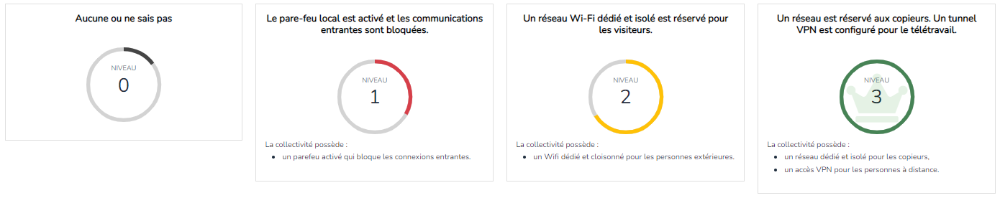 Aucune ou ne sais pas
NIVEAU
0
Le pare-feu local est activé et les communications
entrantes sont bloquées.
NIVEAU
1
La collectivité possède :
• un parefeu activé qui bloque les connexions entrantes.
Un réseau Wi-Fi dédié et isolé est réservé pour
les visiteurs.
NIVEAU
2
La collectivité possède :
• un Wifi dédié et cloisonné pour les personnes extérieures.
Un réseau est réservé aux copieurs. Un tunnel
VPN est configuré pour le télétravail.
NIVEAU
3
La collectivité possède :
• un réseau dédié et isolé pour les copieurs,
• un accès VPN pour les personnes à distance.